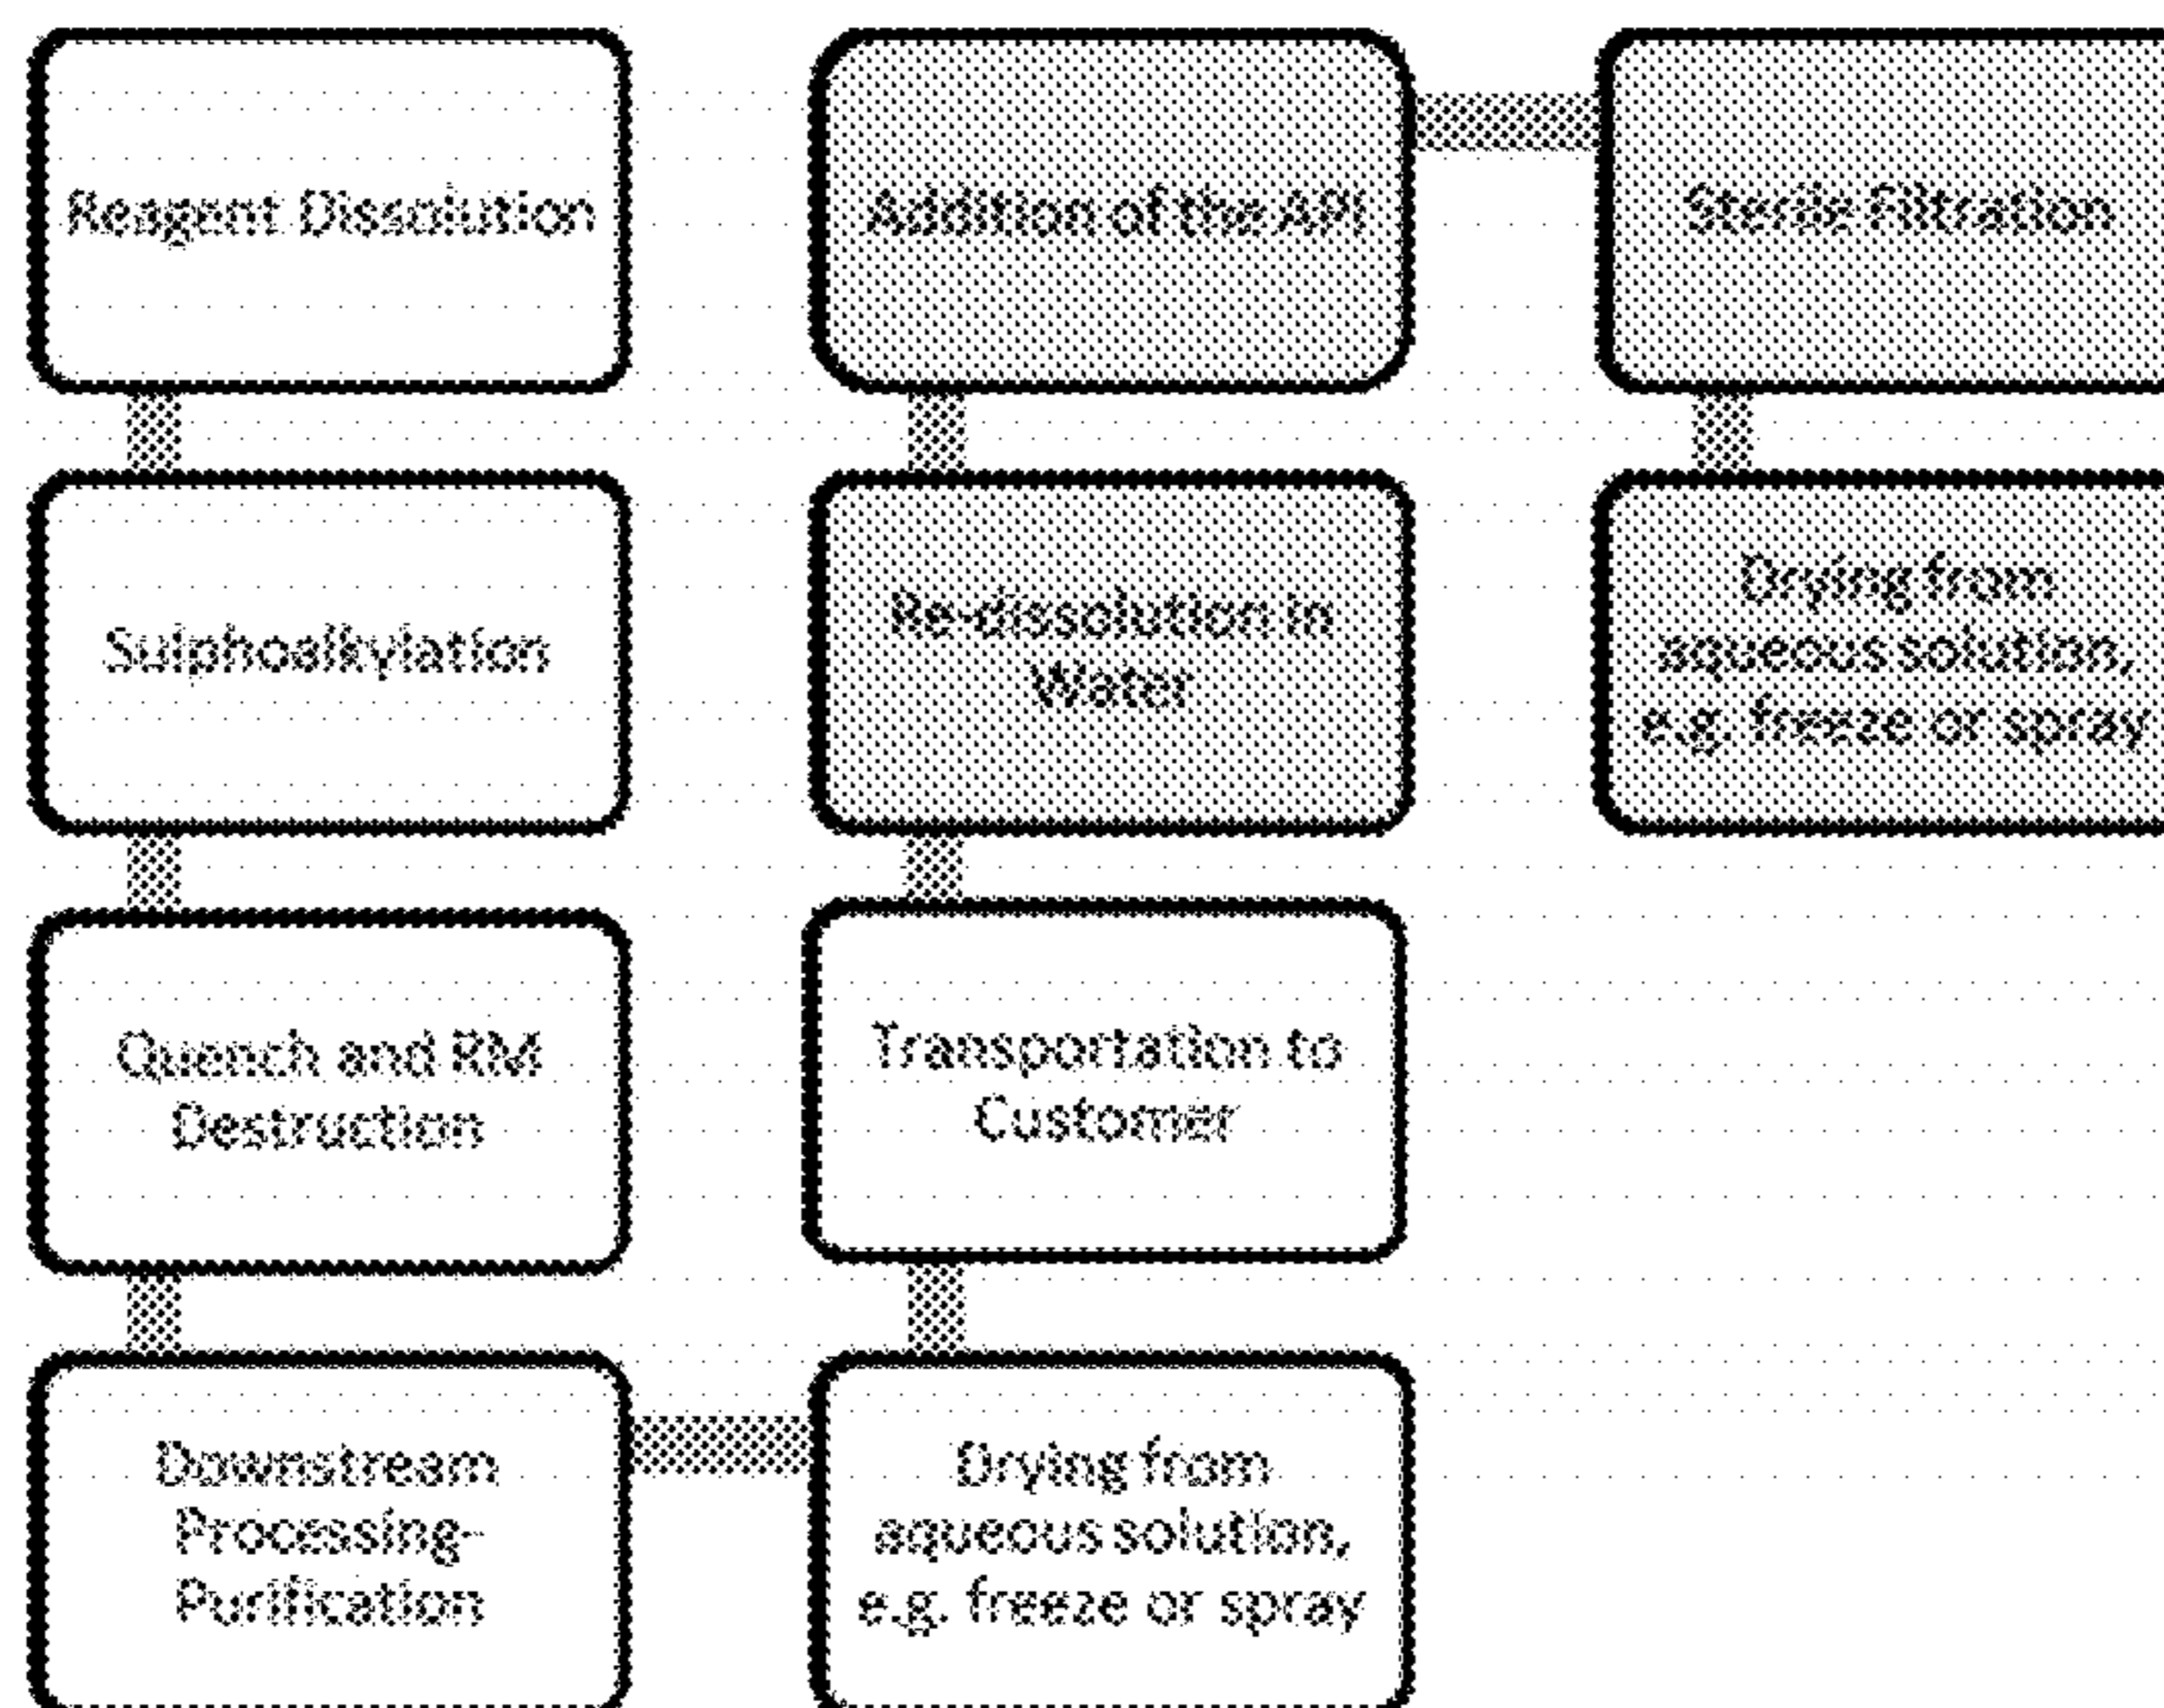 Reagent Dissolution
Sulphoalkylation
Quench and RM
Destruction
Downstream
Processing-
Purification
Drying from
aqueous solution,
e.g. freeze or spray
Transportation to
Customer
Re-dissolution in
Water
Addition of the API
Sterile Filtration
Drying from
aqueous solution,
e.g. freeze or spray